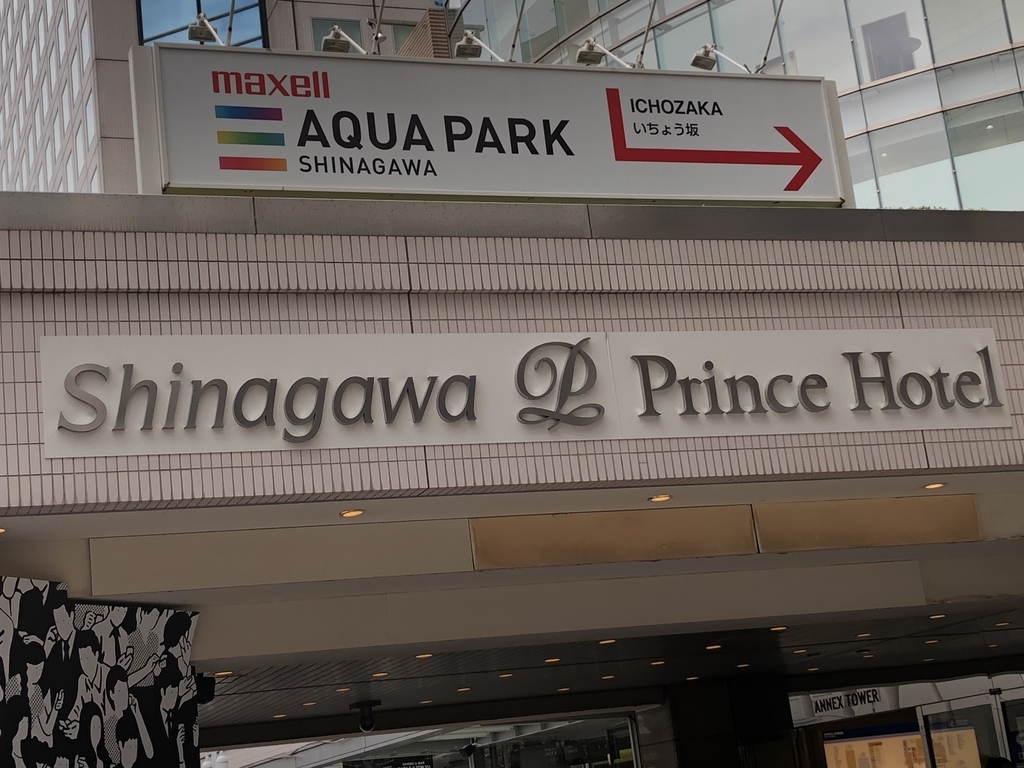 maxell
AQUA PARK
SHINAGAWA
ICHOZAKA
いちょう坂
Shinagawa Prince Hotel
ANNEX TOWER